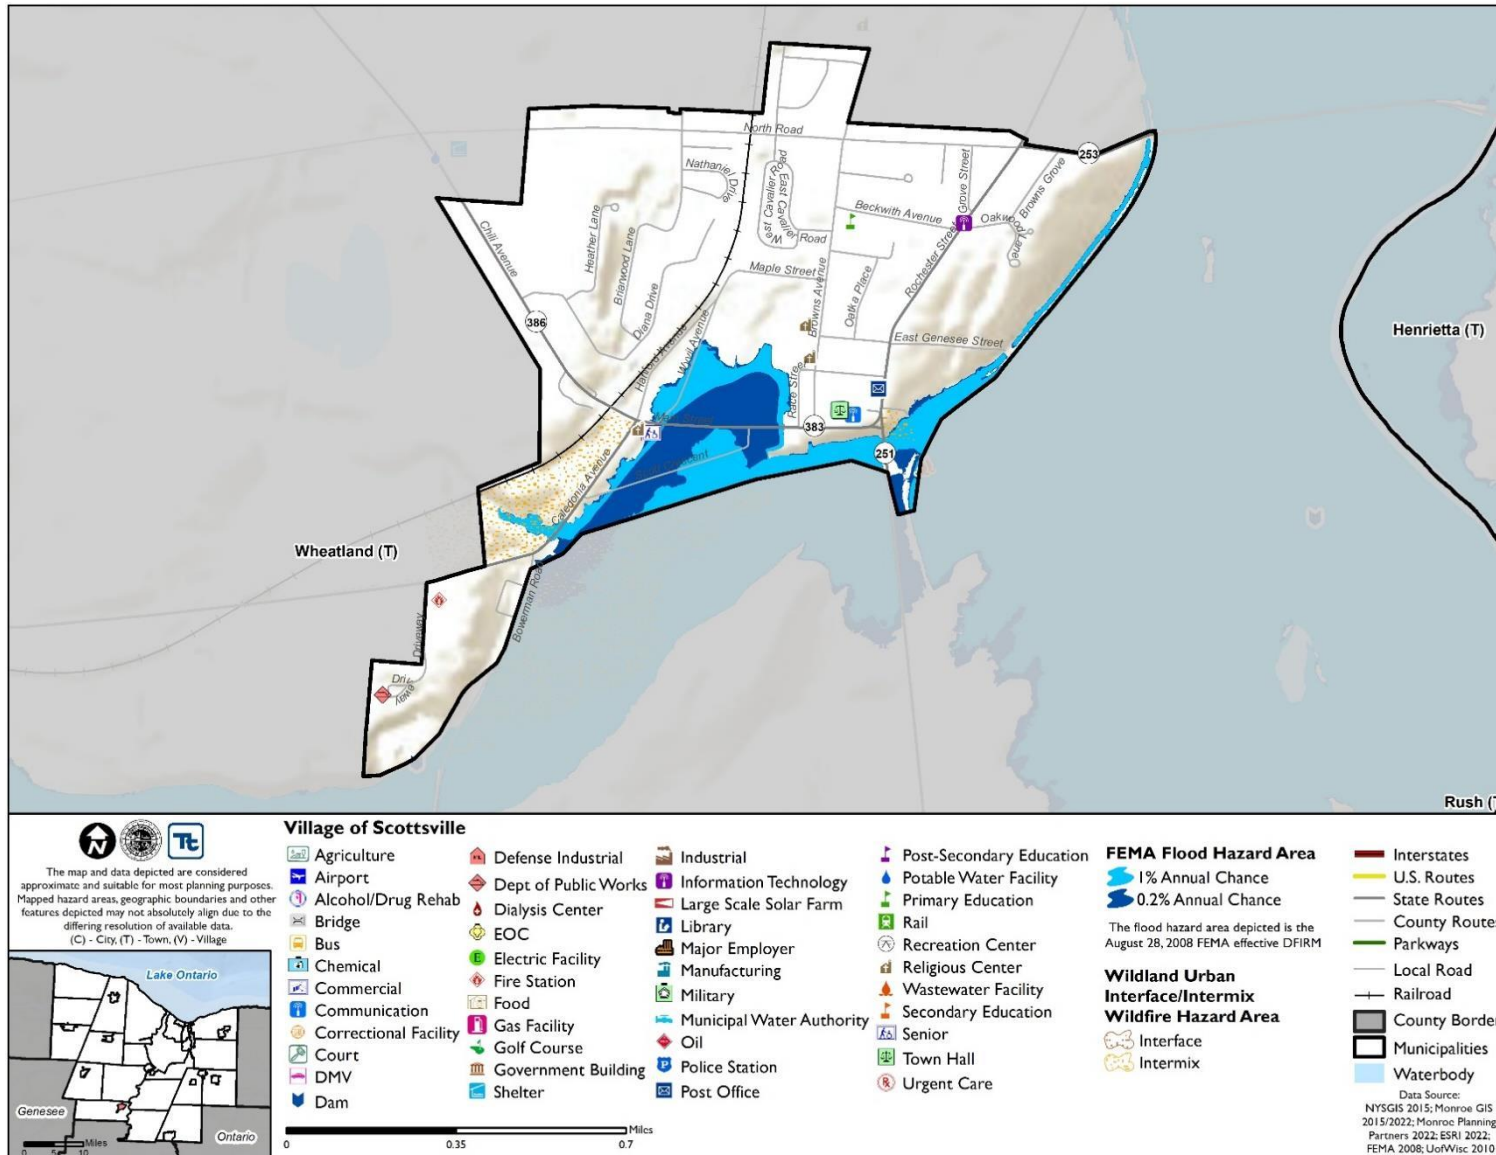 North Road
253
Nathaniel Drive
West Cavalier Road
East Cavalier Road
Grove Street
Browns Grove
Beckwith Avenue
Oakwood Lane
Chili Avenue
Heather Lane
Briarwood Lane
Diana Drive
Maple Street
Browns Avenue
Oatka Place
Rochester Street
386
Harford Avenue
Wyvil Avenue
East Genesee Street
Henrietta (T)
Race Street
Main Street
383
251
Caledonia Avenue
Wheatland (T)
Bowerman Road
Driveway
Driveway
Rush (T)
N
Tt
The map and data depicted are considered
approximate and suitable for most planning purposes.
Mapped hazard areas, geographic boundaries and other
features depicted may not absolutely align due to the
differing resolution of available data.
(C) - City, (T) - Town, (V) - Village
Lake Ontario
Genesee
Ontario
Miles
0 5 10
Village of Scottsville
Agriculture
Airport
Alcohol/Drug Rehab
Bridge
Bus
Chemical
Commercial
Communication
Correctional Facility
Court
DMV
Dam
Defense Industrial
Dept of Public Works
Dialysis Center
EOC
Electric Facility
Fire Station
Food
Gas Facility
Golf Course
Government Building
Shelter
Industrial
Information Technology
Large Scale Solar Farm
Library
Major Employer
Manufacturing
Military
Municipal Water Authority
Oil
Police Station
Post Office
Post-Secondary Education
Potable Water Facility
Primary Education
Rail
Recreation Center
Religious Center
Wastewater Facility
Secondary Education
Senior
Town Hall
Urgent Care
Miles
0 0.35 0.7
FEMA Flood Hazard Area
1% Annual Chance
0.2% Annual Chance
The flood hazard area depicted is the
August 28, 2008 FEMA effective DFIRM
Wildland Urban
Interface/Intermix
Wildfire Hazard Area
Interface
Intermix
Interstates
U.S. Routes
State Routes
County Routes
Parkways
Local Road
Railroad
County Border
Municipalities
Waterbody
Data Source:
NYSGIS 2015; Monroe GIS
2015/2022; Monroe Planning
Partners 2022; ESRI 2022;
FEMA 2008; UofWisc 2010